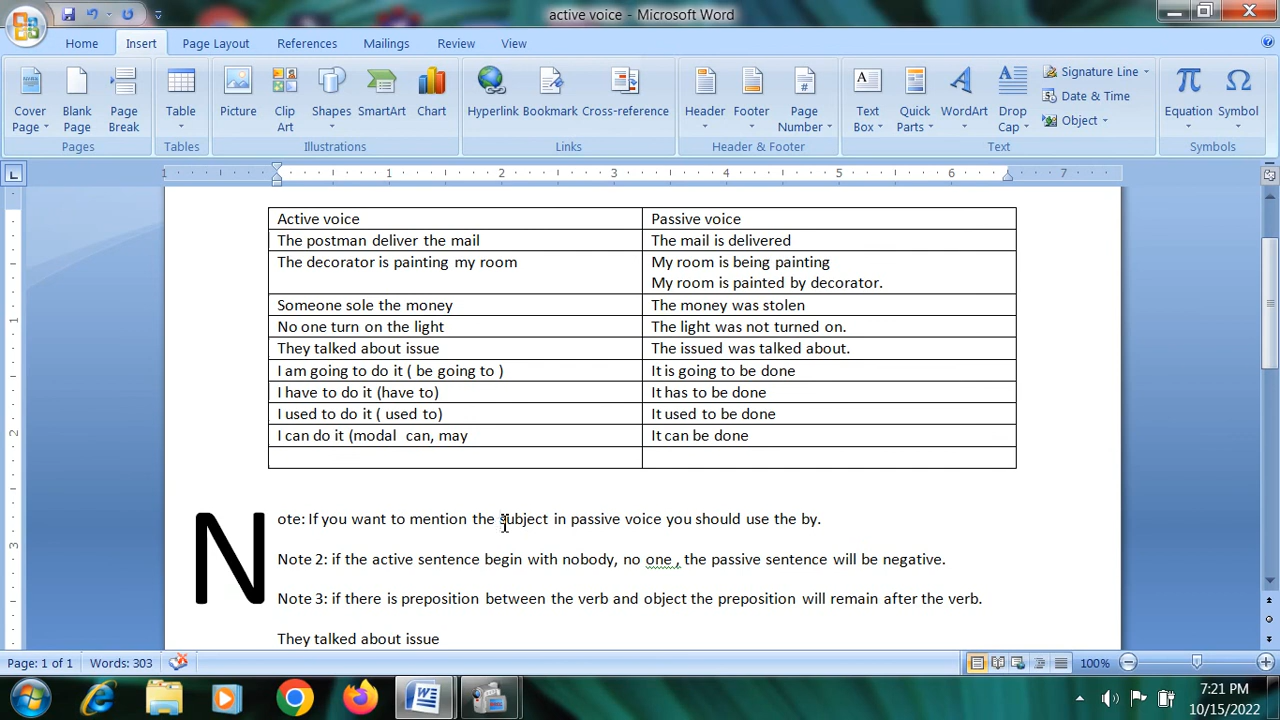 active voice - Microsoft Word
Home Insert Page Layout References Mailings Review View
Cover Page Blank Page Page Break Table Picture Clip Art Shapes SmartArt Chart Hyperlink Bookmark Cross-reference Header Footer Page Number Text Box Quick Parts WordArt Drop Cap Signature Line Date & Time Object Equation Symbol
Pages Tables Illustrations Links Header & Footer Text Symbols
1 1 2 3 4 5 6 7
Active voice Passive voice
The postman deliver the mail The mail is delivered
The decorator is painting my room My room is being painting
My room is painted by decorator.
Someone sole the money The money was stolen
No one turn on the light The light was not turned on.
They talked about issue The issued was talked about.
I am going to do it ( be going to ) It is going to be done
I have to do it (have to) It has to be done
I used to do it ( used to) It used to be done
I can do it (modal can, may It can be done
Note: If you want to mention the subject in passive voice you should use the by.
Note 2: if the active sentence begin with nobody, no one , the passive sentence will be negative.
Note 3: if there is preposition between the verb and object the preposition will remain after the verb.
They talked about issue
Page: 1 of 1 Words: 303 100%
7:21 PM
10/15/2022